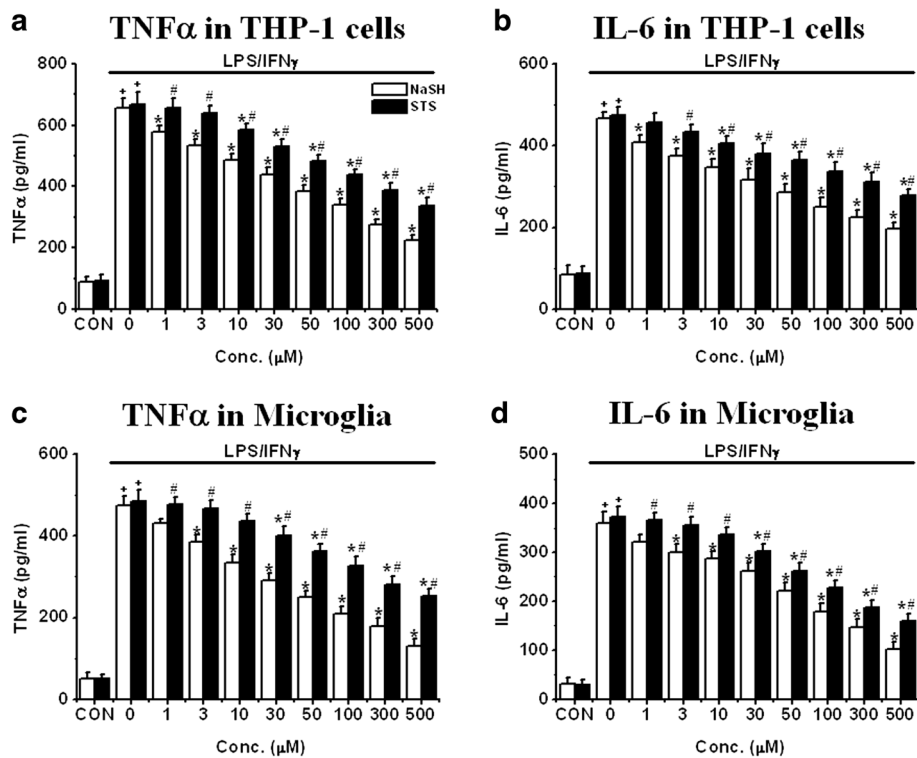 a TNFα in THP-1 cells
LPS/IFNγ
NaSH
STS
TNFα (pg/ml)
800
600
400
200
0
+ + * # * # * *# * *# * *# * *# * *# * *#
CON 0 1 3 10 30 50 100 300 500
Conc. (μM)
b IL-6 in THP-1 cells
LPS/IFNγ
IL-6 (pg/ml)
600
400
200
0
+ + * * # * *# * *# * *# * *# * *# * *#
CON 0 1 3 10 30 50 100 300 500
Conc. (μM)
c TNFα in Microglia
LPS/IFNγ
TNFα (pg/ml)
600
400
200
0
+ + # * # * # * *# * *# * *# * *# * *#
CON 0 1 3 10 30 50 100 300 500
Conc. (μM)
d IL-6 in Microglia
LPS/IFNγ
IL-6 (pg/ml)
500
400
300
200
100
0
+ + # * # * # * *# * *# * *# * *# * *#
CON 0 1 3 10 30 50 100 300 500
Conc. (μM)